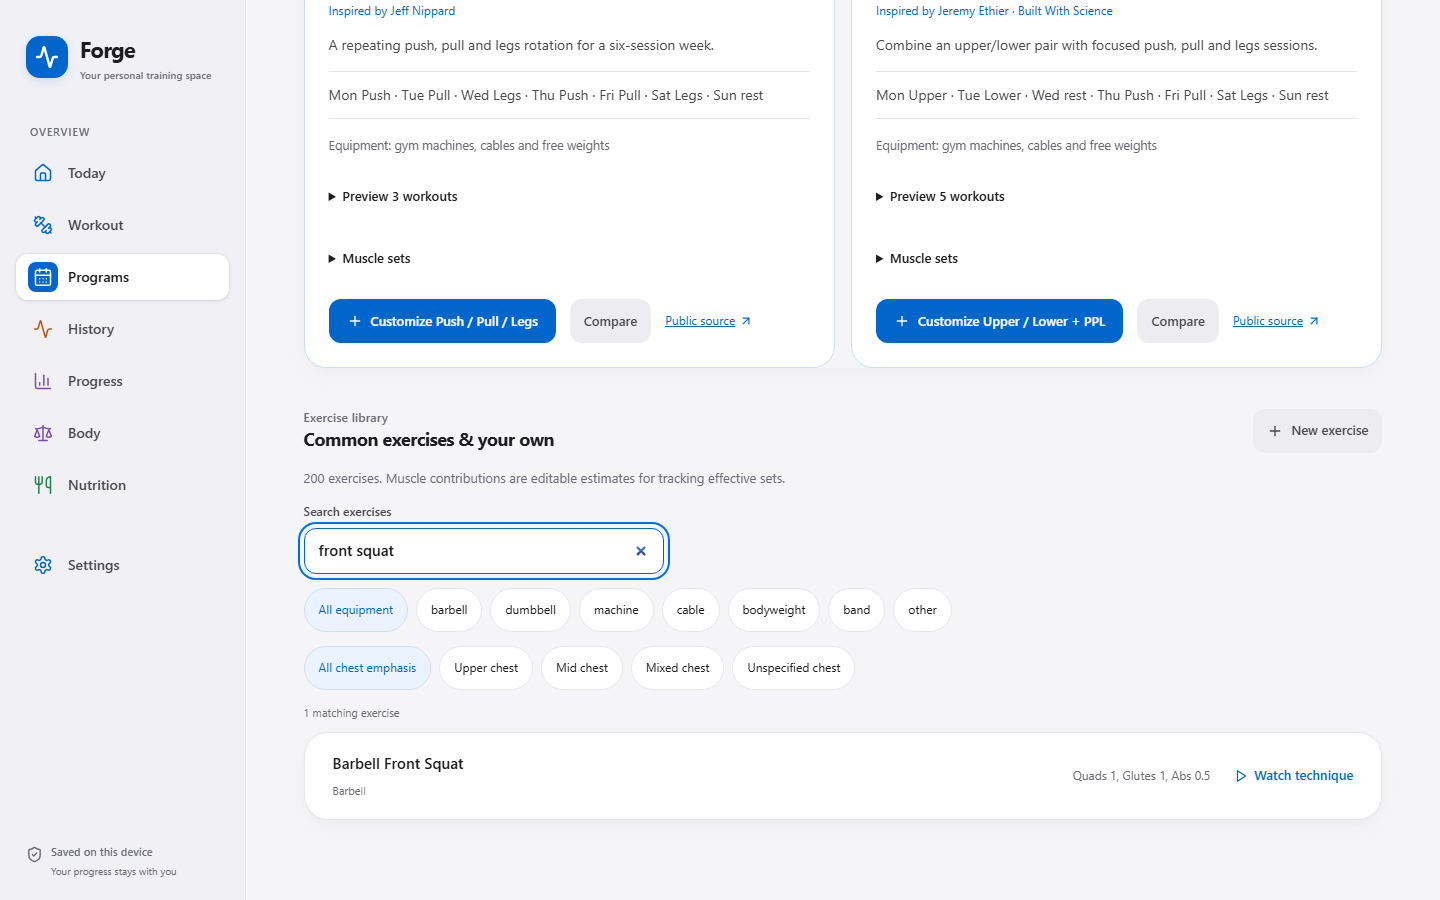 Forge
Your personal training space
OVERVIEW
Today
Workout
Programs
History
Progress
Body
Nutrition
Settings
Saved on this device
Your progress stays with you
Inspired by Jeff Nippard
A repeating push, pull and legs rotation for a six-session week.
Mon Push · Tue Pull · Wed Legs · Thu Push · Fri Pull · Sat Legs · Sun rest
Equipment: gym machines, cables and free weights
Preview 3 workouts
Muscle sets
Customize Push / Pull / Legs
Compare
Public source
Inspired by Jeremy Ethier · Built With Science
Combine an upper/lower pair with focused push, pull and legs sessions.
Mon Upper · Tue Lower · Wed rest · Thu Push · Fri Pull · Sat Legs · Sun rest
Equipment: gym machines, cables and free weights
Preview 5 workouts
Muscle sets
Customize Upper / Lower + PPL
Compare
Public source
Exercise library
Common exercises & your own
New exercise
200 exercises. Muscle contributions are editable estimates for tracking effective sets.
Search exercises
front squat
All equipment
barbell
dumbbell
machine
cable
bodyweight
band
other
All chest emphasis
Upper chest
Mid chest
Mixed chest
Unspecified chest
1 matching exercise
Barbell Front Squat
Barbell
Quads 1, Glutes 1, Abs 0.5
Watch technique